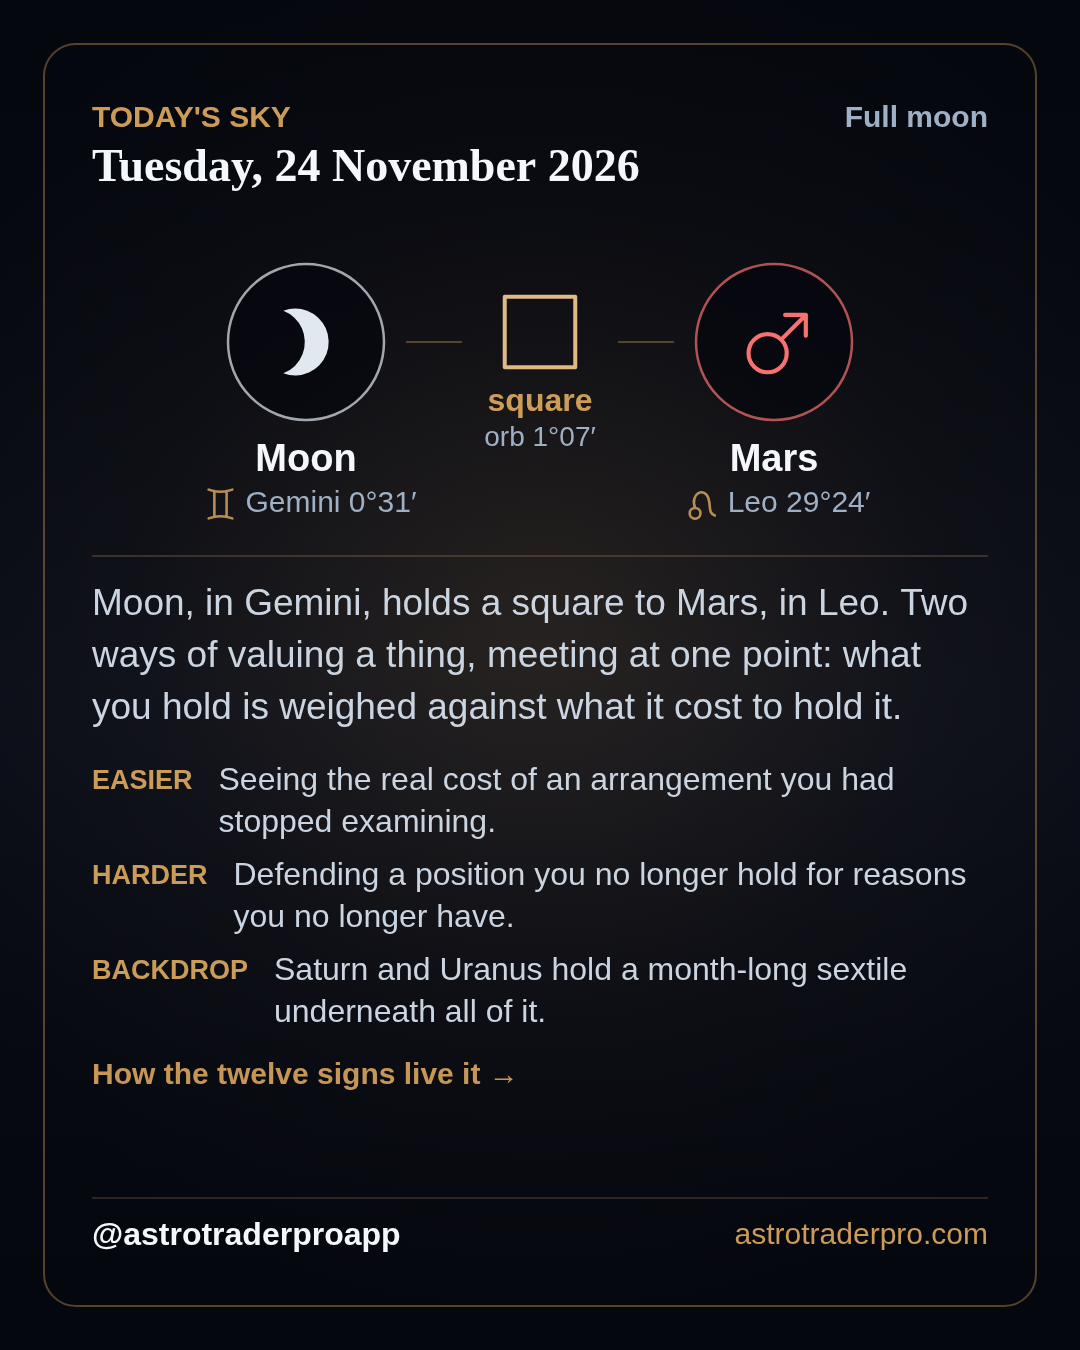 TODAY'S SKY
Full moon
Tuesday, 24 November 2026
square
orb 1°07′
Moon
Mars
Gemini 0°31′
Leo 29°24′
Moon, in Gemini, holds a square to Mars, in Leo. Two
ways of valuing a thing, meeting at one point: what
you hold is weighed against what it cost to hold it.
EASIER Seeing the real cost of an arrangement you had
stopped examining.
HARDER Defending a position you no longer hold for reasons
you no longer have.
BACKDROP Saturn and Uranus hold a month-long sextile
underneath all of it.
How the twelve signs live it →
@astrotraderproapp
astrotraderpro.com